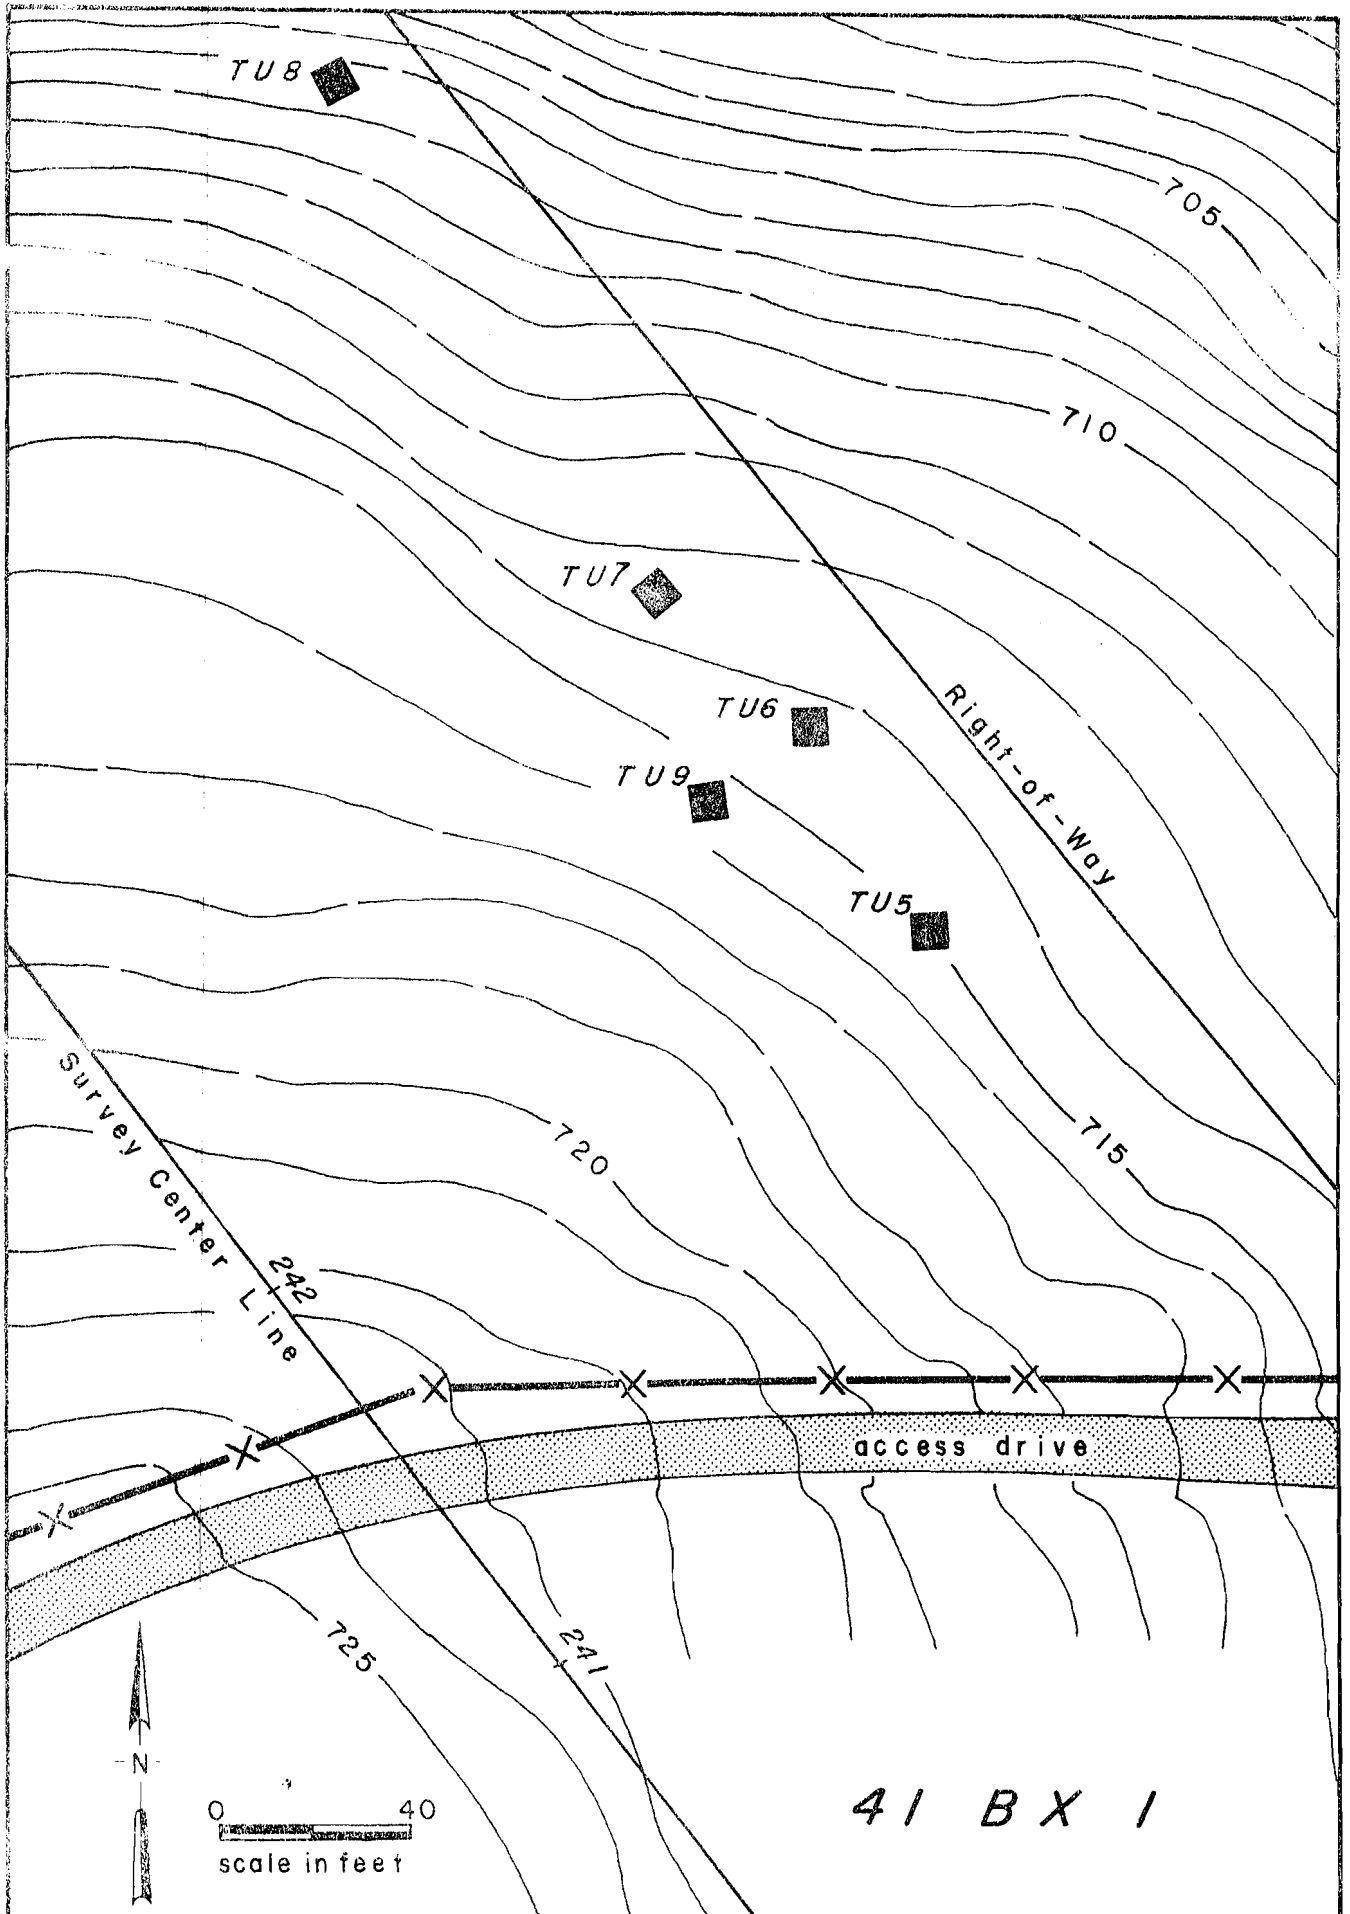 TU8
705
710
TU7
Right-of-Way
TU6
TU9
TU5
Survey Center Line
720
715
242
access drive
725
241
N
0 40
scale in feet
41 BX 1